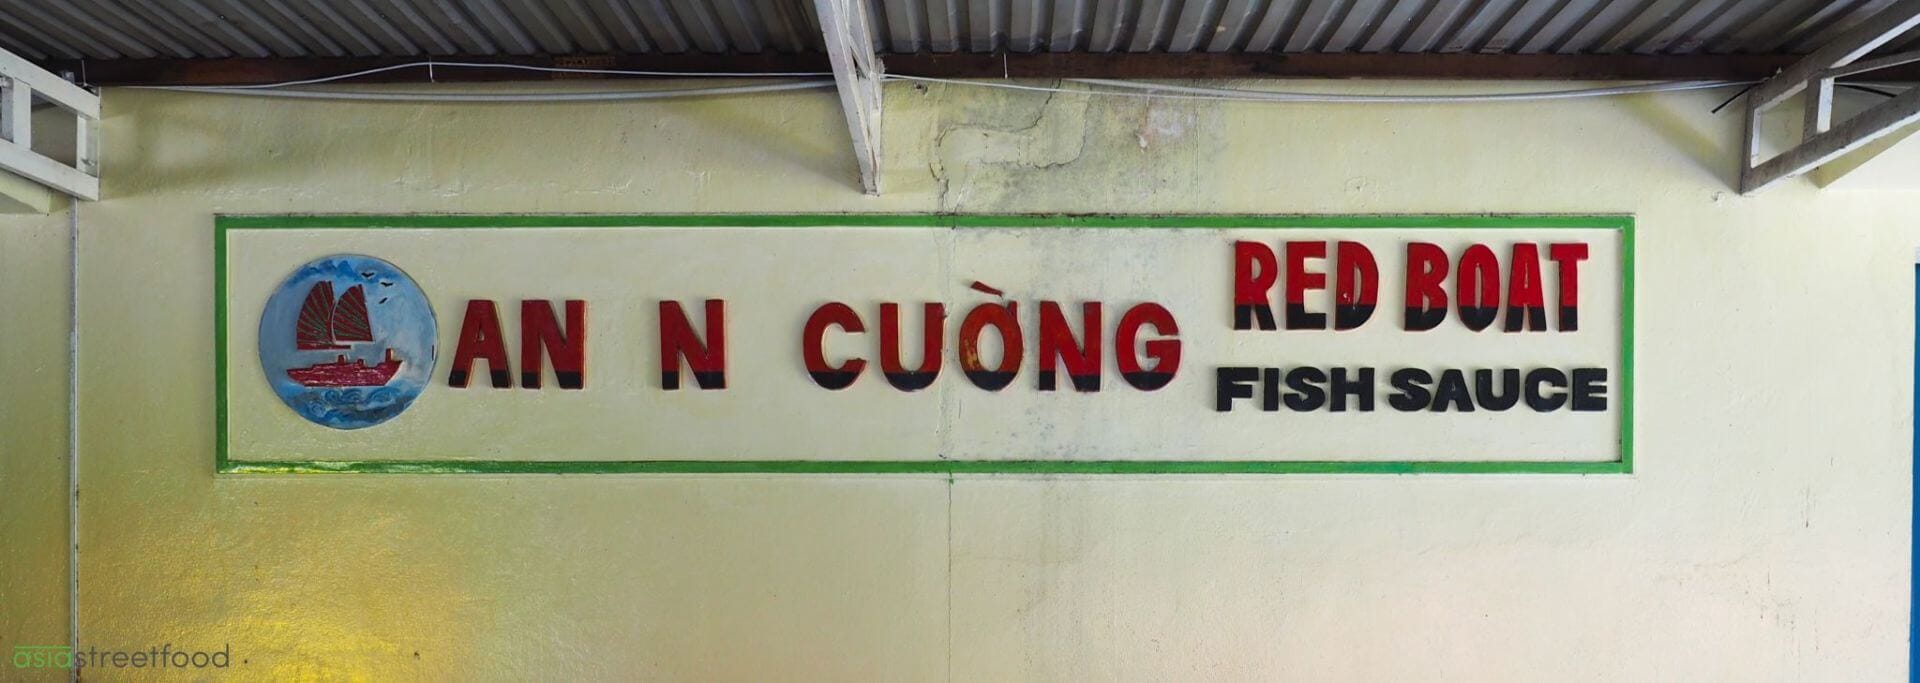 AN N CUỜNG
RED BOAT
FISH SAUCE
asiastreetfood